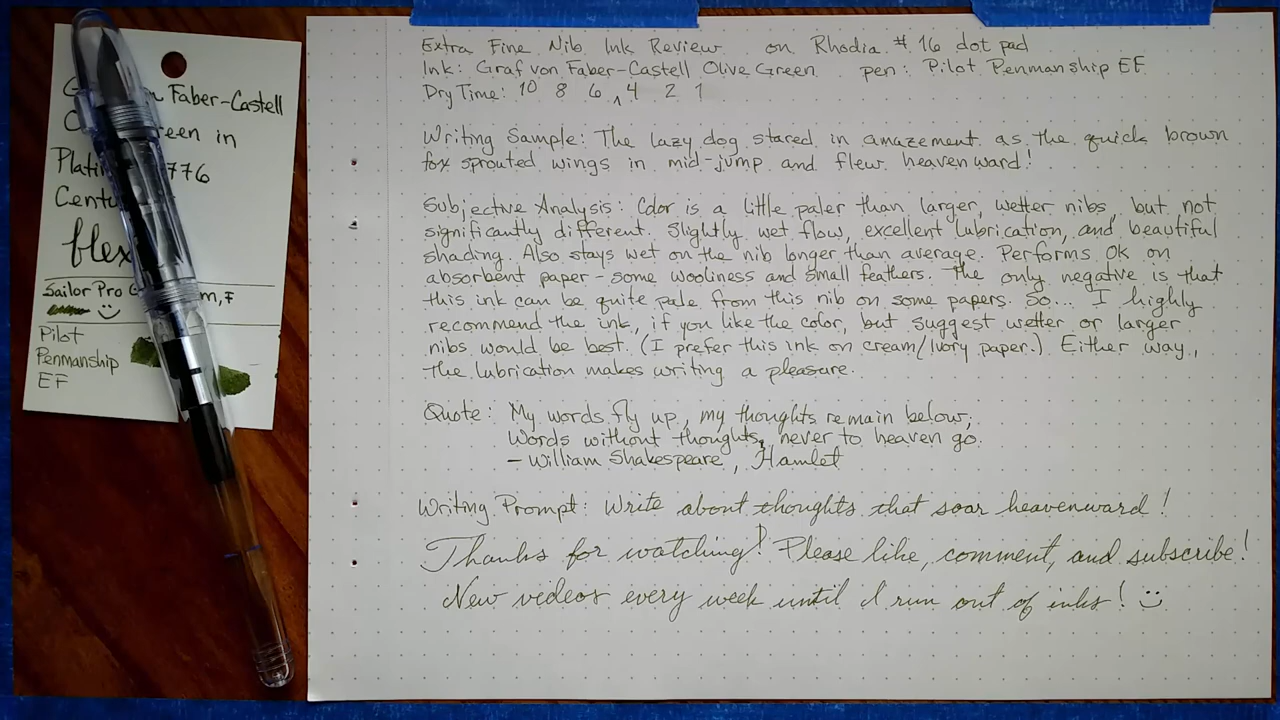 Faber-Castell
in
776
flex
Sailor Pro
Pilot
Penmanship
EF
Extra Fine Nib Ink Review on Rhodia # 16 dot pad
Ink: Graf von Faber-Castell Olive Green pen: Pilot Penmanship EF
Dry Time: 10 8 6 ^ 4 2 1
Writing Sample: The lazy dog stared in amazement as the quick brown
fox sprouted wings in mid-jump and flew heavenward!
Subjective Analysis: Color is a little paler than larger, wetter nibs, but not
significantly different. Slightly wet flow, excellent lubrication, and beautiful
shading. Also stays wet on the nib longer than average. Performs Ok on
absorbent paper - some wooliness and small feathers. The only negative is that
this ink can be quite pale from this nib on some papers. So... I highly
recommend the ink, if you like the color, but suggest wetter or larger
nibs would be best. (I prefer this ink on cream/Ivory paper.) Either way,
the lubrication makes writing a pleasure.
Quote: My words fly up, my thoughts remain below;
Words without thoughts, never to heaven go.
- William Shakespeare, Hamlet
Writing Prompt: Write about thoughts that soar heavenward!
Thanks for watching! Please like, comment, and subscribe!
New videos every week until I run out of inks! :)